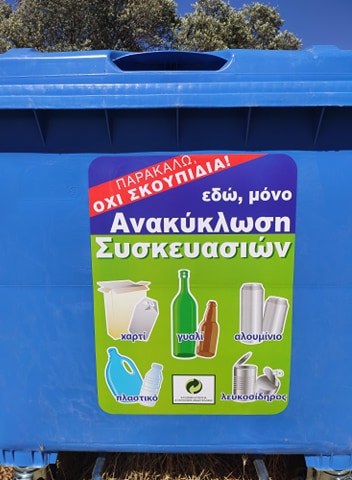 ΠΑΡΑΚΑΛΩ,
ΟΧΙ ΣΚΟΥΠΙΔΙΑ!
εδώ, μόνο
Ανακύκλωση
Συσκευασιών
χαρτί
γυαλί
αλουμίνιο
πλαστικό
λευκοσίδηρος